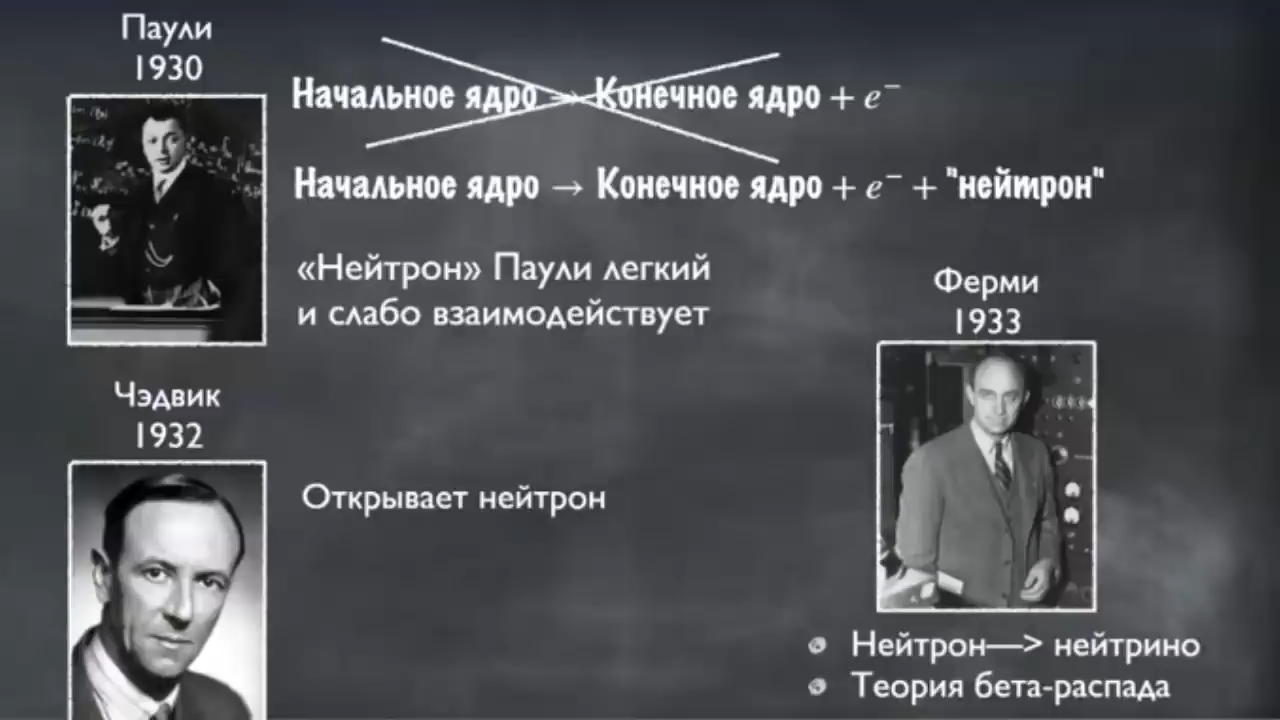 Паули
1930
Начальное ядро → Конечное ядро + e⁻
Начальное ядро → Конечное ядро + e⁻ + "нейтрон"
«Нейтрон» Паули легкий
и слабо взаимодействует
Ферми
1933
Чэдвик
1932
Открывает нейтрон
Нейтрон—> нейтрино
Теория бета-распада